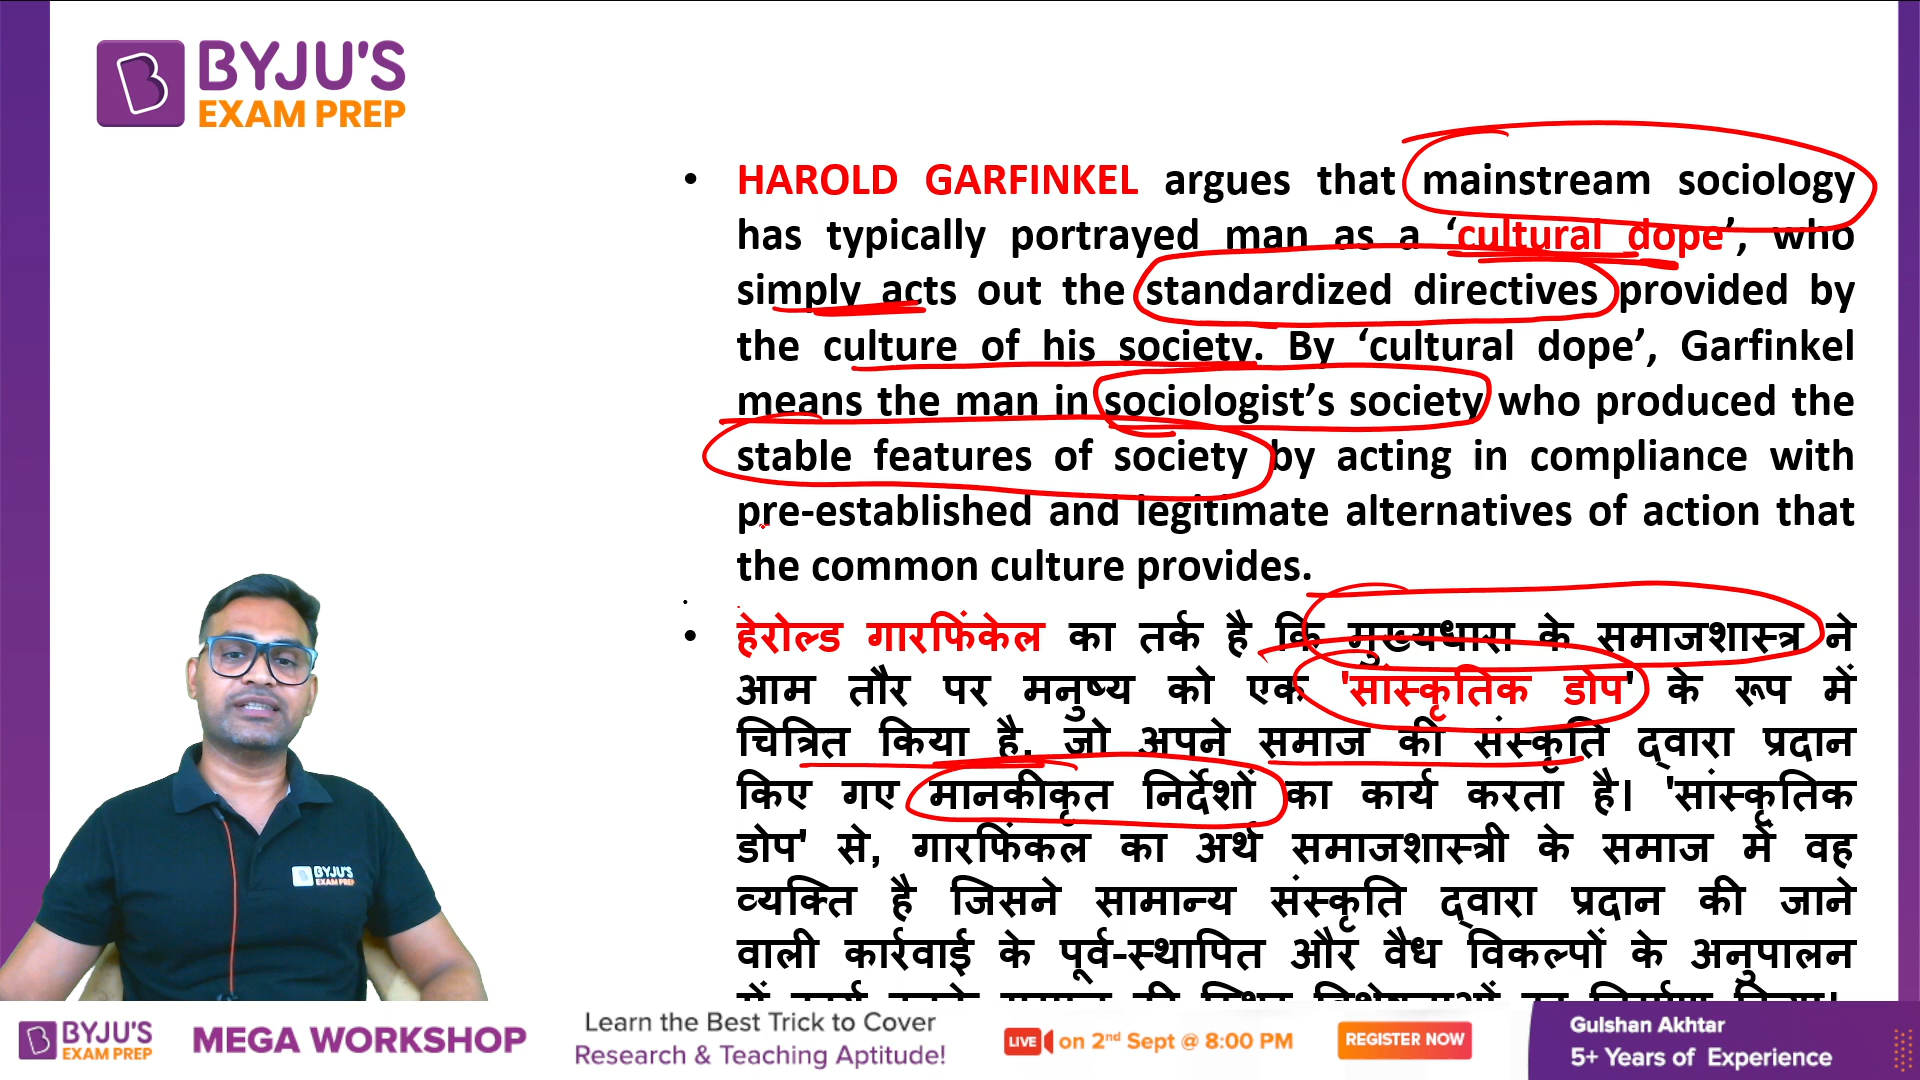 BYJU'S
EXAM PREP
• HAROLD GARFINKEL argues that mainstream sociology
has typically portrayed man as a ‘cultural dope’, who
simply acts out the standardized directives provided by
the culture of his society. By ‘cultural dope’, Garfinkel
means the man in sociologist’s society who produced the
stable features of society by acting in compliance with
pre-established and legitimate alternatives of action that
the common culture provides.
• हेरोल्ड गारफिंकेल का तर्क है कि मुख्यधारा के समाजशास्त्र ने
आम तौर पर मनुष्य को एक 'सांस्कृतिक डोप' के रूप में
चित्रित किया है, जो अपने समाज की संस्कृति द्वारा प्रदान
किए गए मानकीकृत निर्देशों का कार्य करता है। 'सांस्कृतिक
डोप' से, गारफिंकल का अर्थ समाजशास्त्री के समाज में वह
व्यक्ति है जिसने सामान्य संस्कृति द्वारा प्रदान की जाने
वाली कार्रवाई के पूर्व-स्थापित और वैध विकल्पों के अनुपालन
BYJU'S
EXAM PREP
BYJU'S
EXAM PREP
MEGA WORKSHOP
Learn the Best Trick to Cover
Research & Teaching Aptitude!
LIVE on 2nd Sept @ 8:00 PM
REGISTER NOW
Gulshan Akhtar
5+ Years of Experience